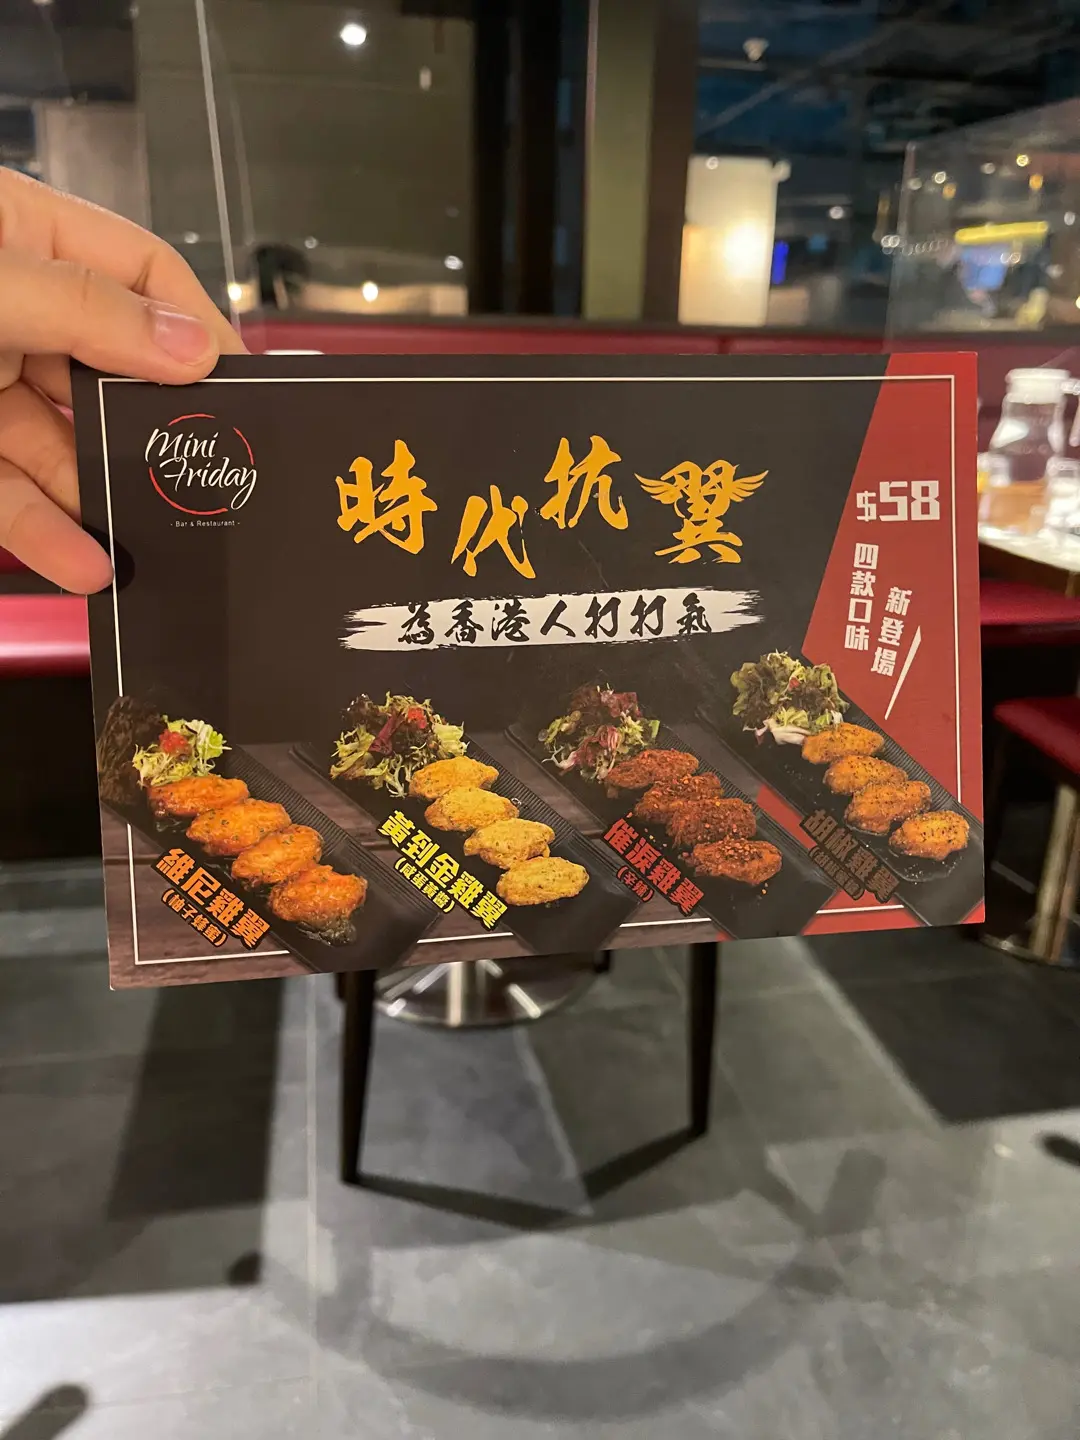 Mini
Friday
- Bar & Restaurant -
時代抗翼
為香港人打打氣
$58
四款口味
新登場
維尼雞翼
(柚子蜂蜜)
黃到金雞翼
(咸蛋黃醬)
催淚雞翼
(辛辣)
胡椒雞翼